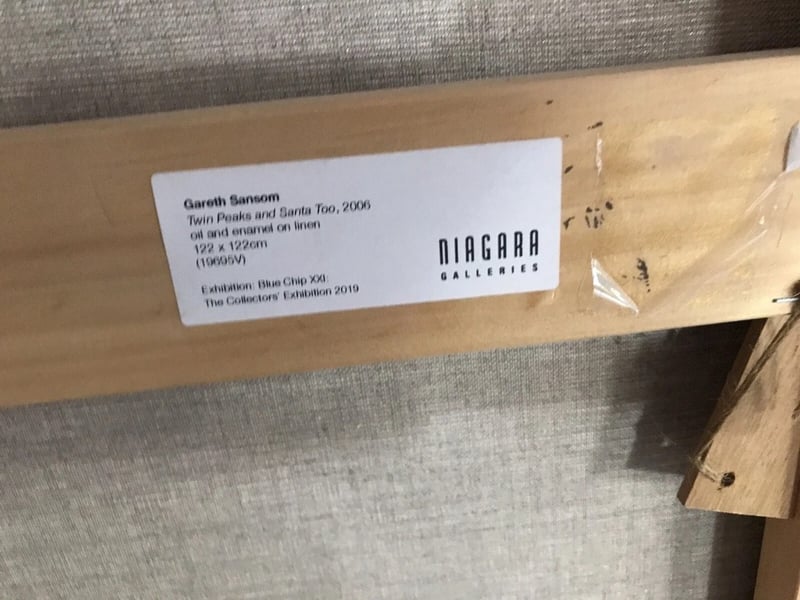 Gareth Sansom
Twin Peaks and Santa Too, 2006
oil and enamel on linen
122 x 122cm
(19695V)
Exhibition: Blue Chip XXI:
The Collectors' Exhibition 2019
NIAGARA
GALLERIES